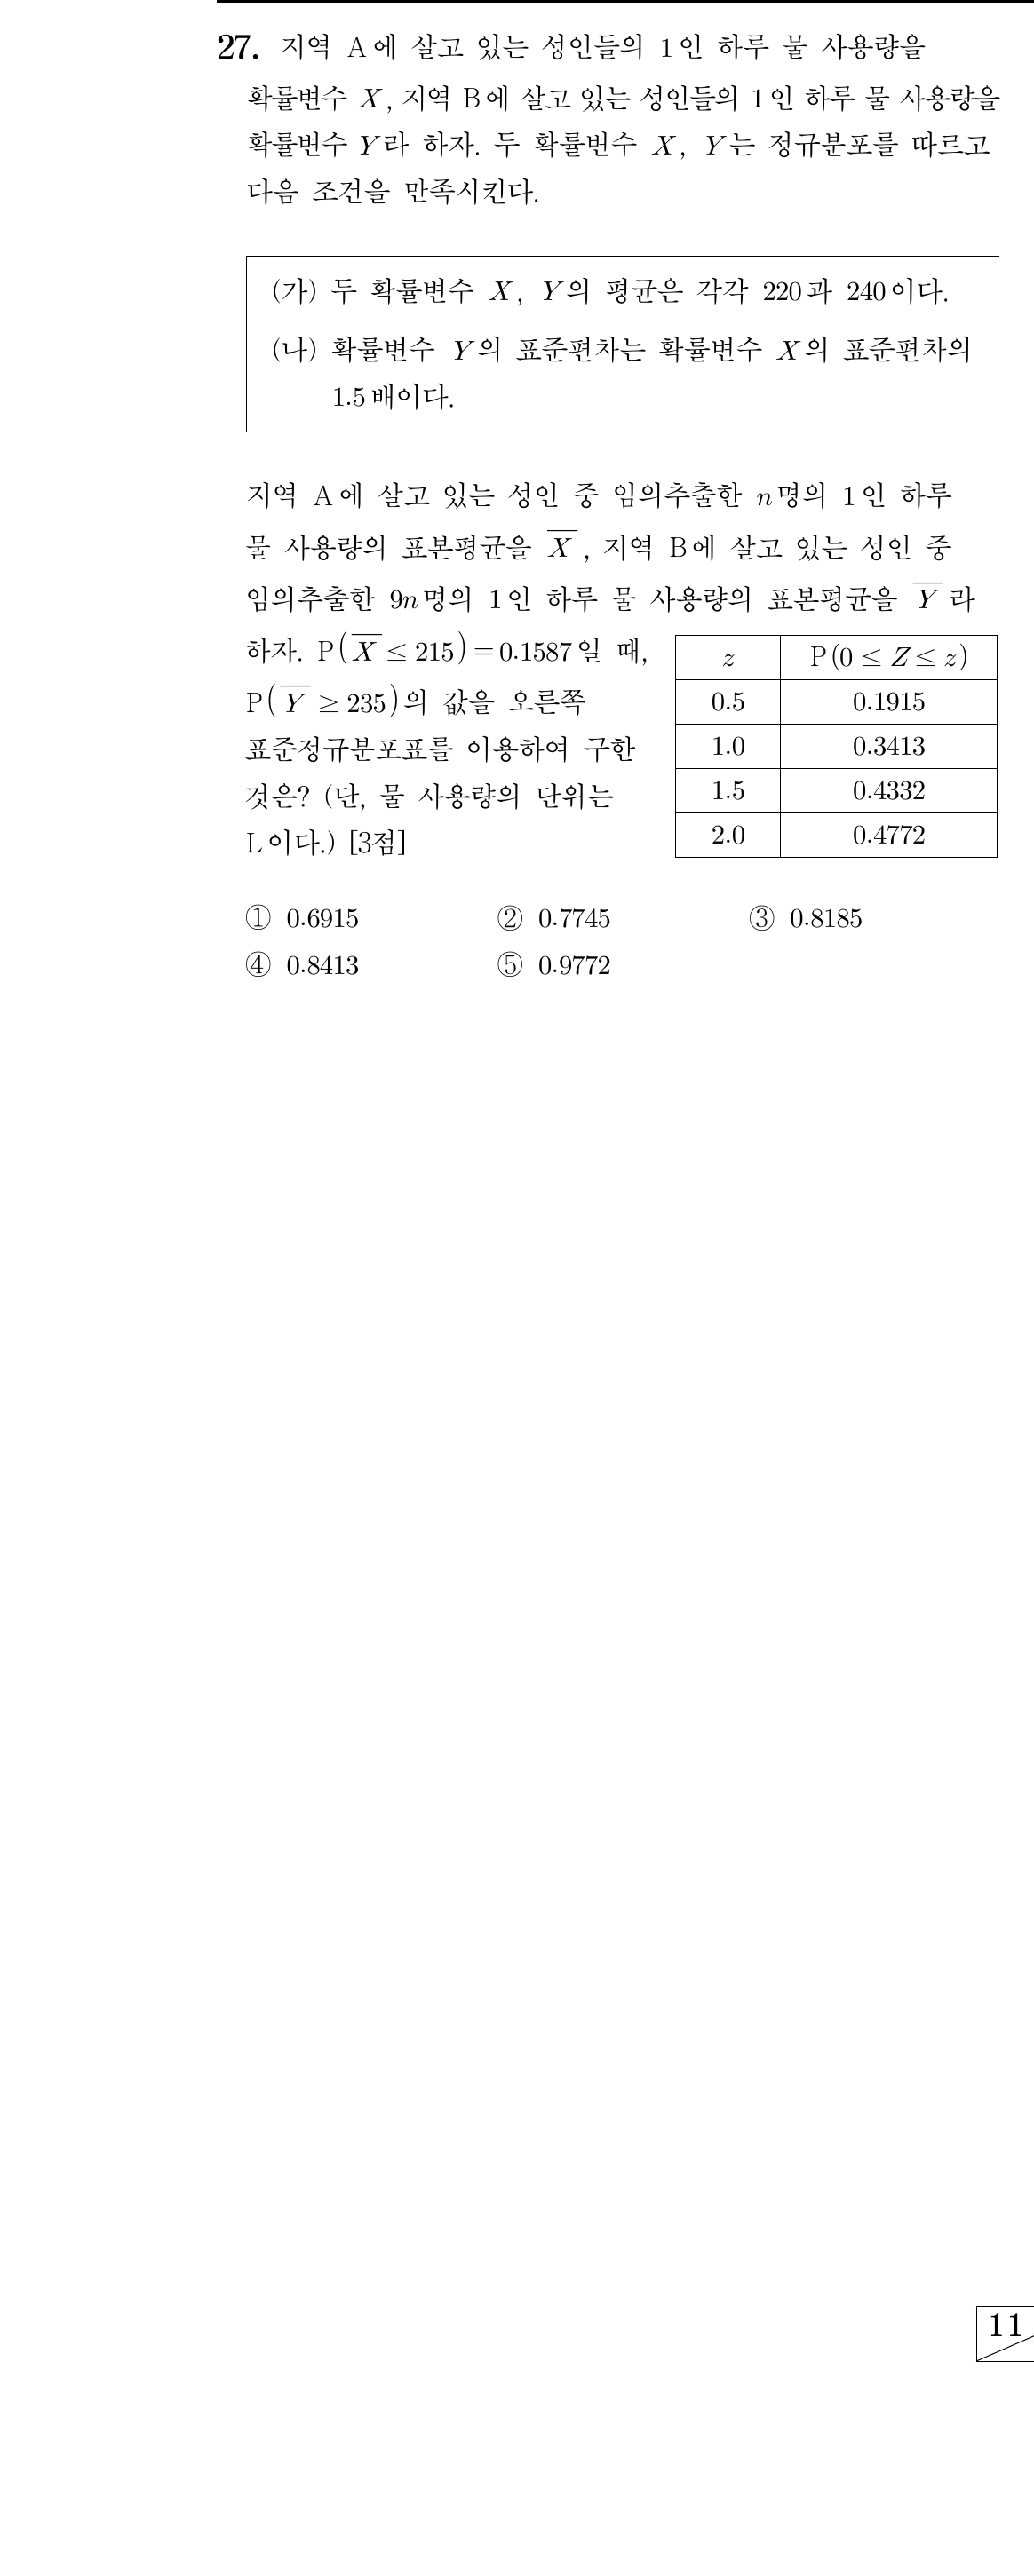 27. 지역 A에 살고 있는 성인들의 1인 하루 물 사용량을
확률변수 X, 지역 B에 살고 있는 성인들의 1인 하루 물 사용량을
확률변수 Y라 하자. 두 확률변수 X, Y는 정규분포를 따르고
다음 조건을 만족시킨다.
(가) 두 확률변수 X, Y의 평균은 각각 220과 240이다.
(나) 확률변수 Y의 표준편차는 확률변수 X의 표준편차의
1.5배이다.
지역 A에 살고 있는 성인 중 임의추출한 n명의 1인 하루
물 사용량의 표본평균을 X̅, 지역 B에 살고 있는 성인 중
임의추출한 9n명의 1인 하루 물 사용량의 표본평균을 Y̅라
하자. P(X̅ ≤ 215) = 0.1587일 때,
P(Y̅ ≥ 235)의 값을 오른쪽
표준정규분포표를 이용하여 구한
것은? (단, 물 사용량의 단위는
L이다.) [3점]
z P(0 ≤ Z ≤ z)
0.5 0.1915
1.0 0.3413
1.5 0.4332
2.0 0.4772
① 0.6915 ② 0.7745 ③ 0.8185
④ 0.8413 ⑤ 0.9772
11